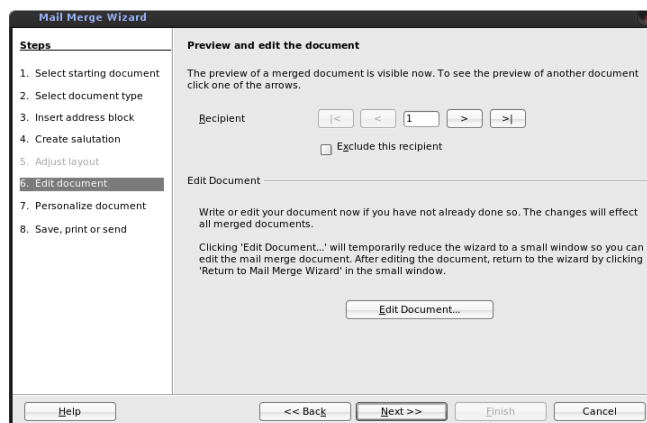 Mail Merge Wizard
Steps
1. Select starting document
2. Select document type
3. Insert address block
4. Create salutation
5. Adjust layout
6. Edit document
7. Personalize document
8. Save, print or send
Preview and edit the document
The preview of a merged document is visible now. To see the preview of another document
click one of the arrows.
Recipient |< < 1 > >|
Exclude this recipient
Edit Document
Write or edit your document now if you have not already done so. The changes will effect
all merged documents.
Clicking 'Edit Document...' will temporarily reduce the wizard to a small window so you can
edit the mail merge document. After editing the document, return to the wizard by clicking
'Return to Mail Merge Wizard' in the small window.
Edit Document...
Help << Back Next >> Finish Cancel